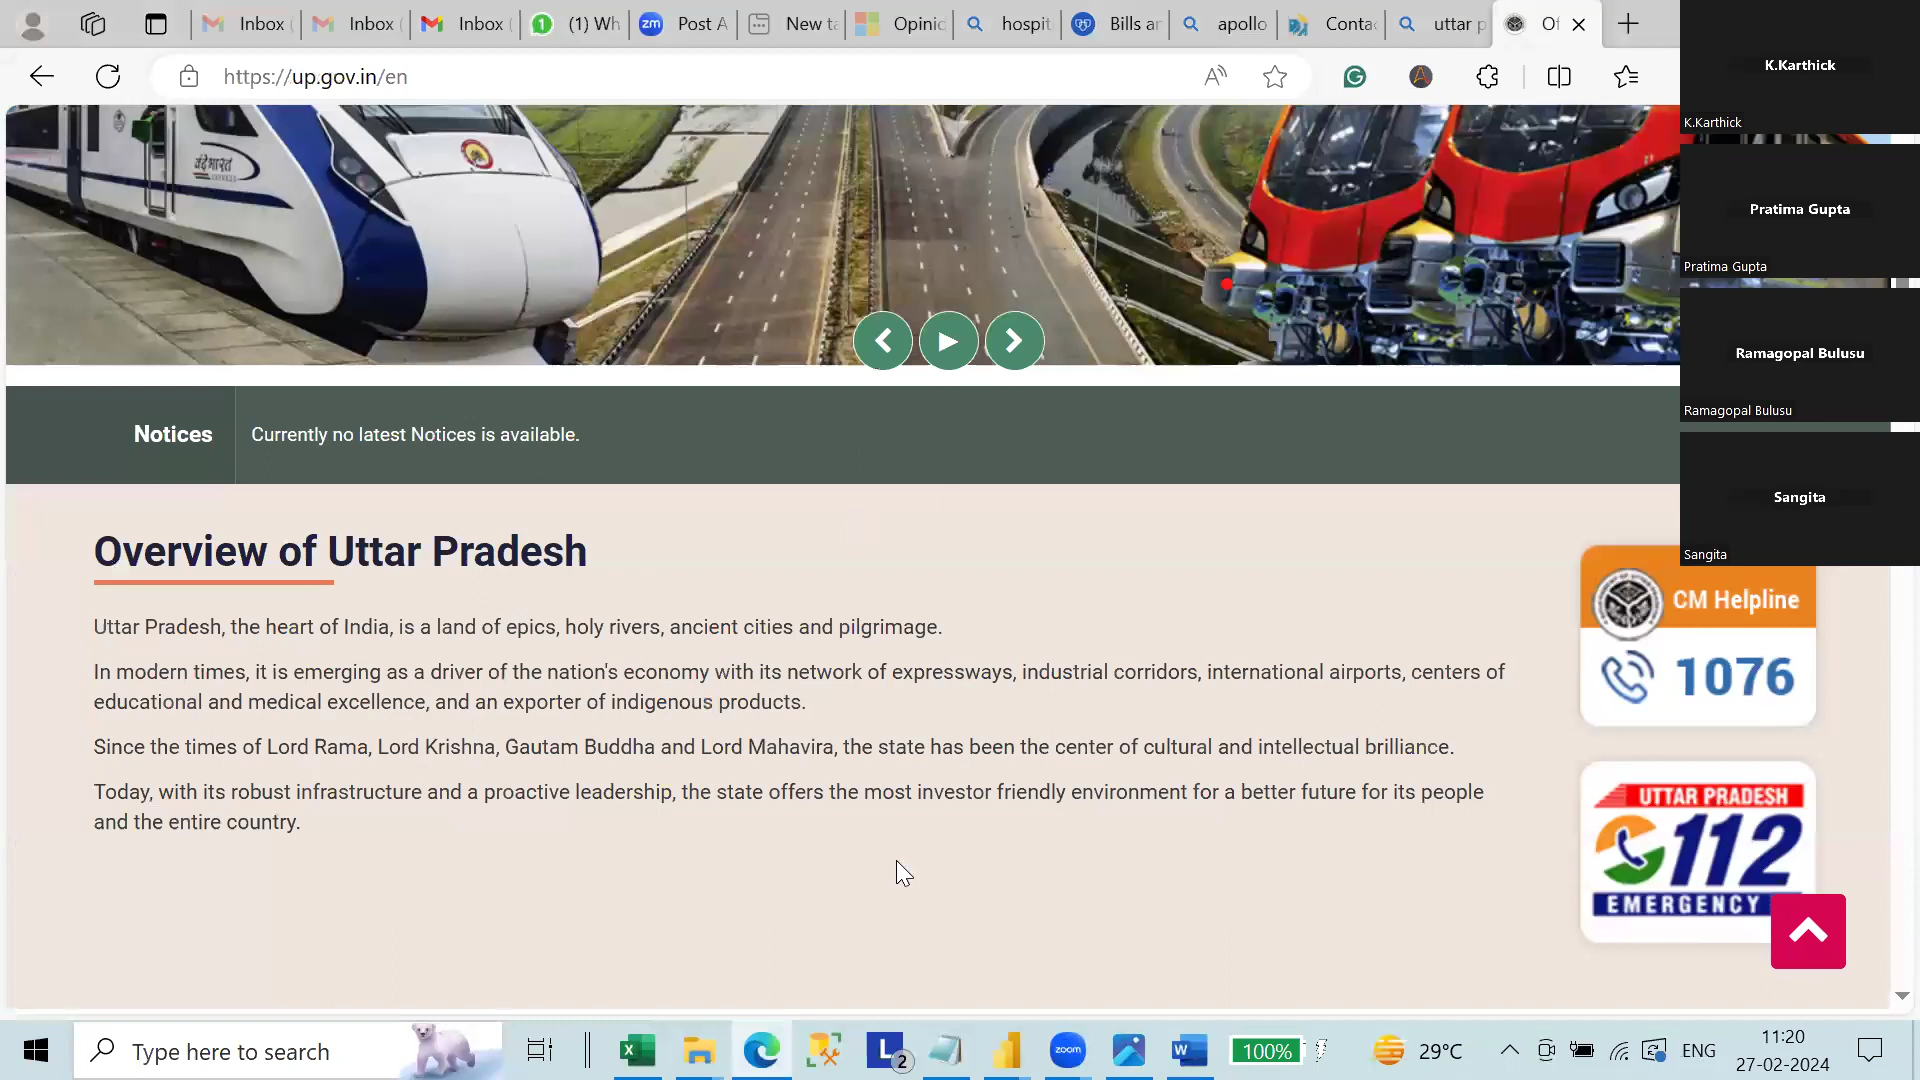 Inbox (
Inbox (
Inbox (
1
(1) Wh
zm
Post A
New ta
Opinio
hospit
Bills ar
apollo
Conta
uttar p
Of
https://up.gov.in/en
K.Karthick
K.Karthick
Pratima Gupta
Pratima Gupta
Ramagopal Bulusu
Ramagopal Bulusu
Sangita
Sangita
वंदे भारत
Notices
Currently no latest Notices is available.
Overview of Uttar Pradesh
Uttar Pradesh, the heart of India, is a land of epics, holy rivers, ancient cities and pilgrimage.
In modern times, it is emerging as a driver of the nation's economy with its network of expressways, industrial corridors, international airports, centers of
educational and medical excellence, and an exporter of indigenous products.
Since the times of Lord Rama, Lord Krishna, Gautam Buddha and Lord Mahavira, the state has been the center of cultural and intellectual brilliance.
Today, with its robust infrastructure and a proactive leadership, the state offers the most investor friendly environment for a better future for its people
and the entire country.
CM Helpline
1076
UTTAR PRADESH
112
EMERGENCY
Type here to search
L
2
zoom
W
100%
29°C
ENG
11:20
27-02-2024